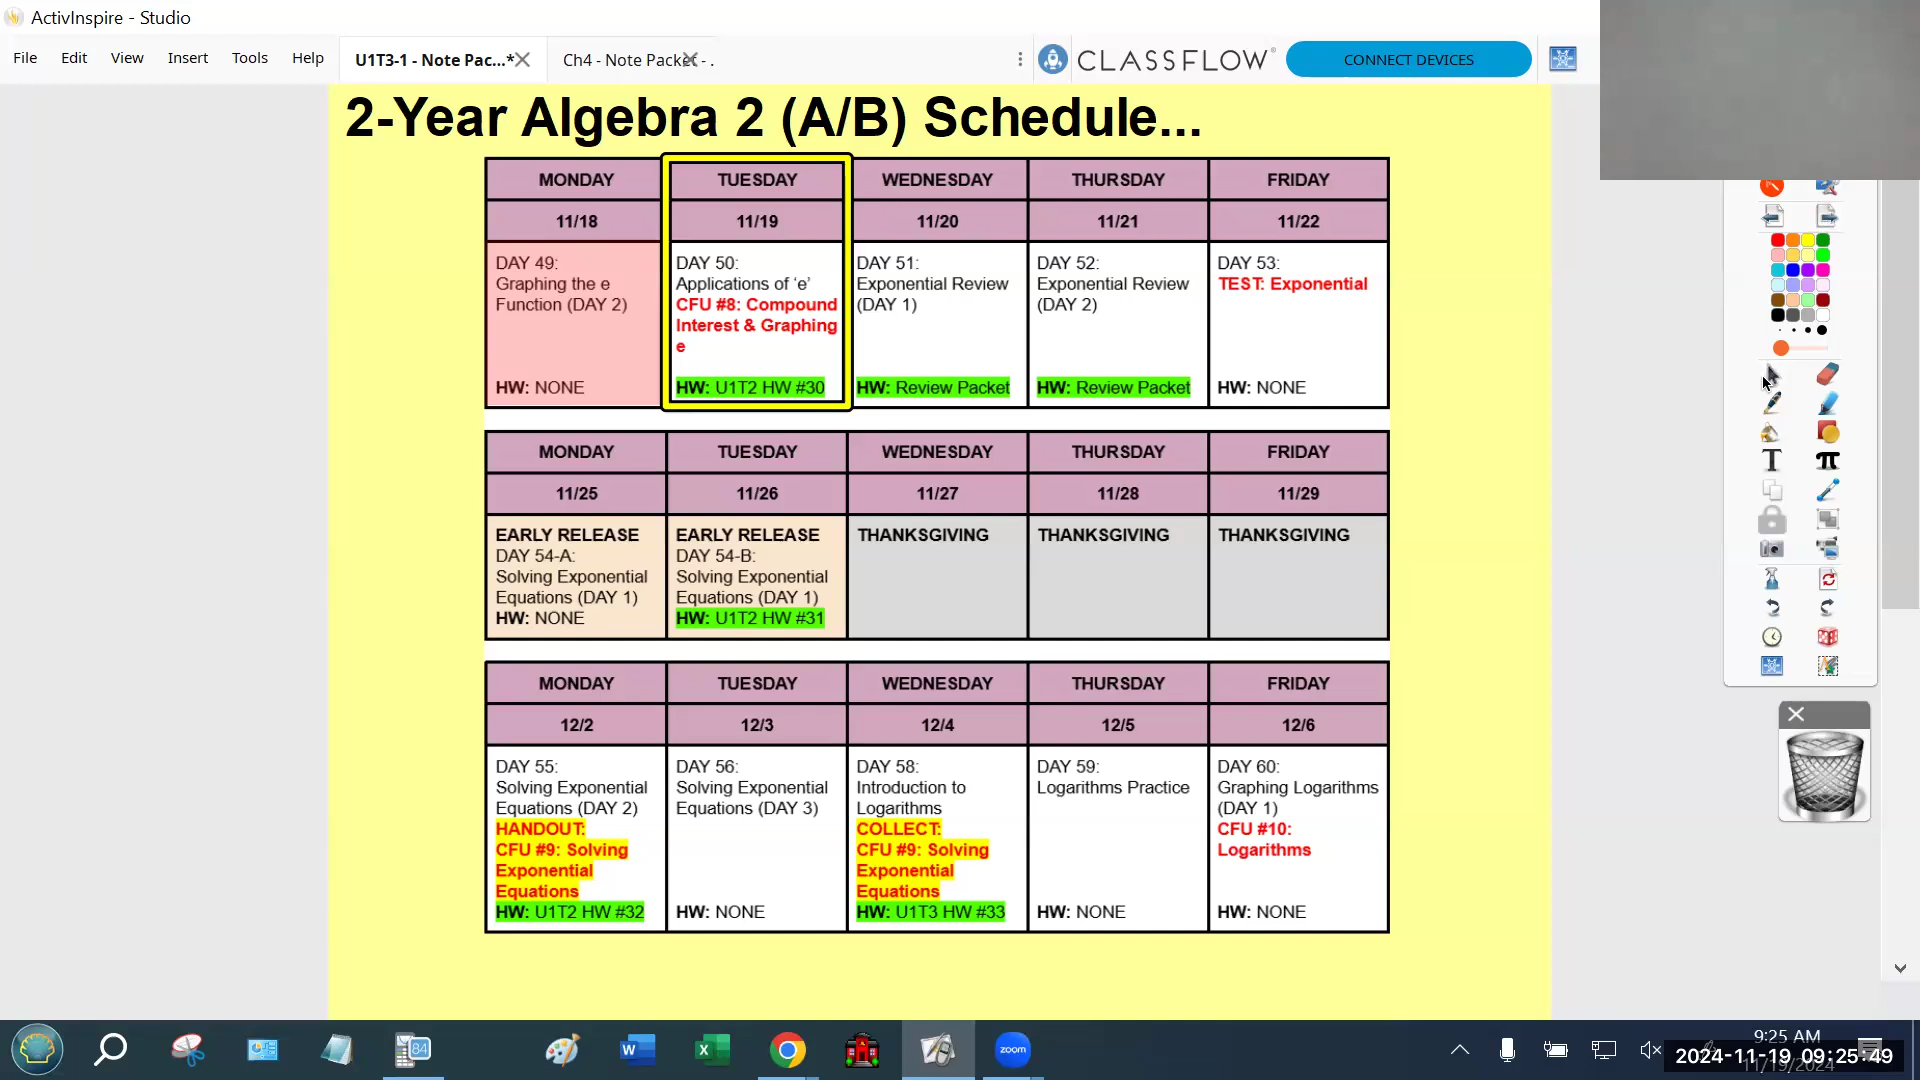 ActivInspire - Studio
File Edit View Insert Tools Help U1T3-1 - Note Pac...* Ch4 - Note Packet - . CLASSFLOW CONNECT DEVICES
2-Year Algebra 2 (A/B) Schedule...
MONDAY TUESDAY WEDNESDAY THURSDAY FRIDAY
11/18 11/19 11/20 11/21 11/22
DAY 49:
Graphing the e
Function (DAY 2)
HW: NONE
DAY 50:
Applications of ‘e’
CFU #8: Compound
Interest & Graphing
e
HW: U1T2 HW #30
DAY 51:
Exponential Review
(DAY 1)
HW: Review Packet
DAY 52:
Exponential Review
(DAY 2)
HW: Review Packet
DAY 53:
TEST: Exponential
HW: NONE
MONDAY TUESDAY WEDNESDAY THURSDAY FRIDAY
11/25 11/26 11/27 11/28 11/29
EARLY RELEASE
DAY 54-A:
Solving Exponential
Equations (DAY 1)
HW: NONE
EARLY RELEASE
DAY 54-B:
Solving Exponential
Equations (DAY 1)
HW: U1T2 HW #31
THANKSGIVING
THANKSGIVING
THANKSGIVING
MONDAY TUESDAY WEDNESDAY THURSDAY FRIDAY
12/2 12/3 12/4 12/5 12/6
DAY 55:
Solving Exponential
Equations (DAY 2)
HANDOUT:
CFU #9: Solving
Exponential
Equations
HW: U1T2 HW #32
DAY 56:
Solving Exponential
Equations (DAY 3)
HW: NONE
DAY 58:
Introduction to
Logarithms
COLLECT:
CFU #9: Solving
Exponential
Equations
HW: U1T3 HW #33
DAY 59:
Logarithms Practice
HW: NONE
DAY 60:
Graphing Logarithms
(DAY 1)
CFU #10:
Logarithms
HW: NONE
84
zoom
9:25 AM
2024-11-19 09:25:49
11/19/2024